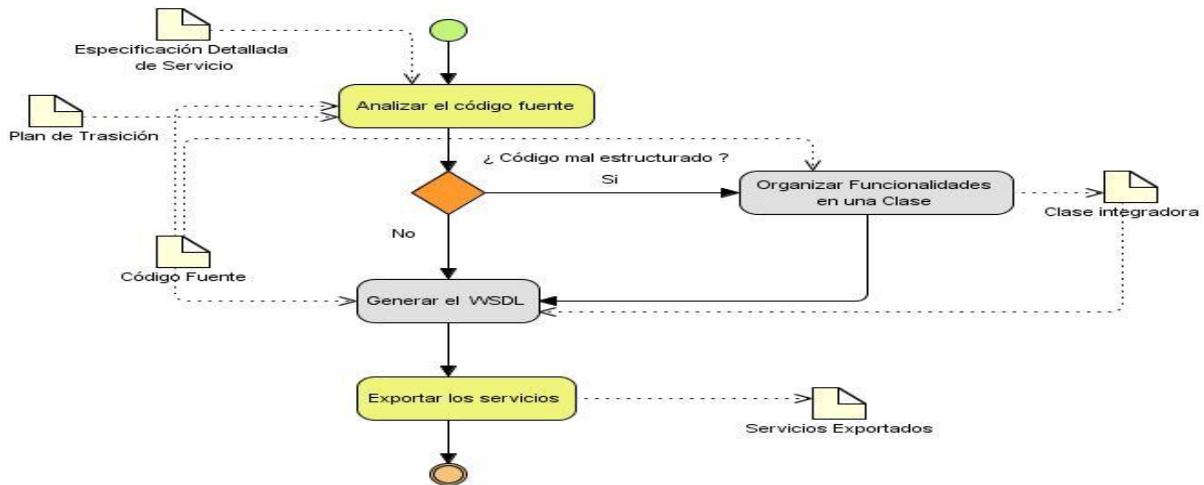 Especificación Detallada
de Servicio
Analizar el código fuente
Plan de Trasición
¿ Código mal estructurado ?
Si
Organizar Funcionalidades
en una Clase
Clase integradora
No
Código Fuente
Generar el WSDL
Exportar los servicios
Servicios Exportados